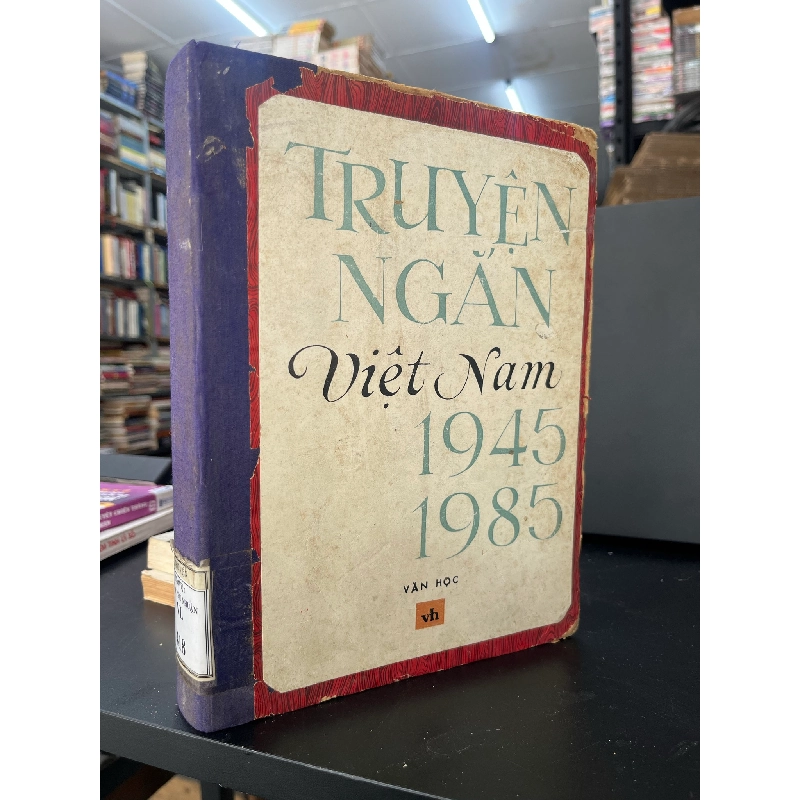 TRUYỆN
NGẮN
Việt Nam
1945
1985
VĂN HỌC
vh